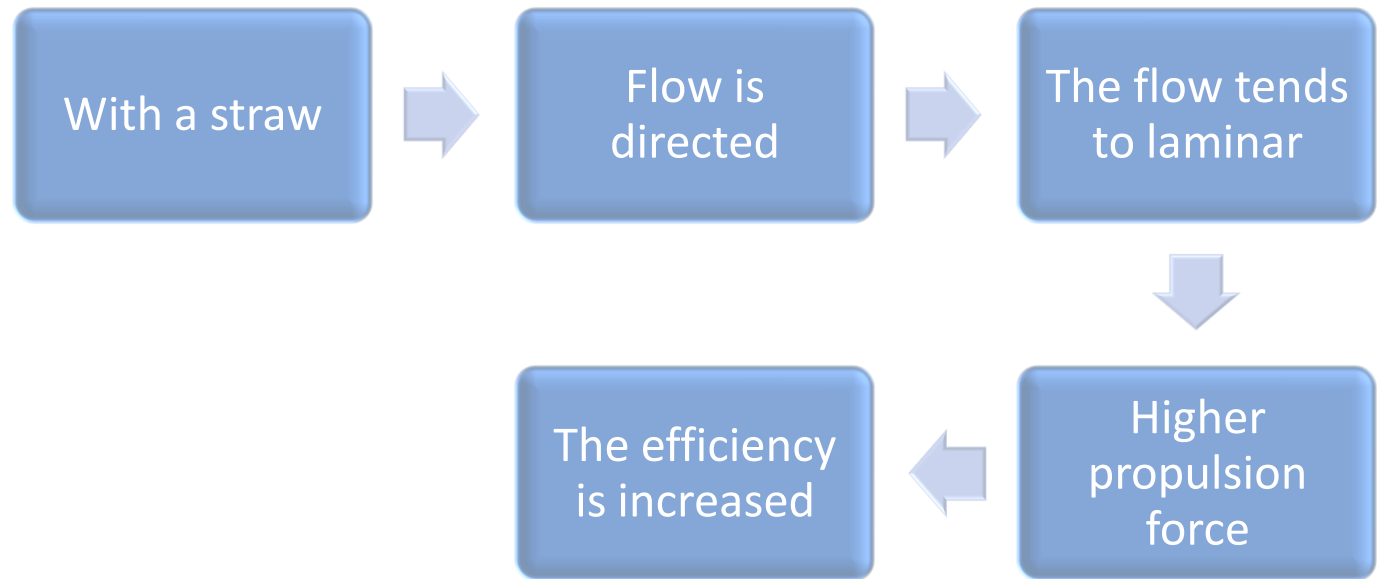 With a straw
Flow is
directed
The flow tends
to laminar
Higher
propulsion
force
The efficiency
is increased